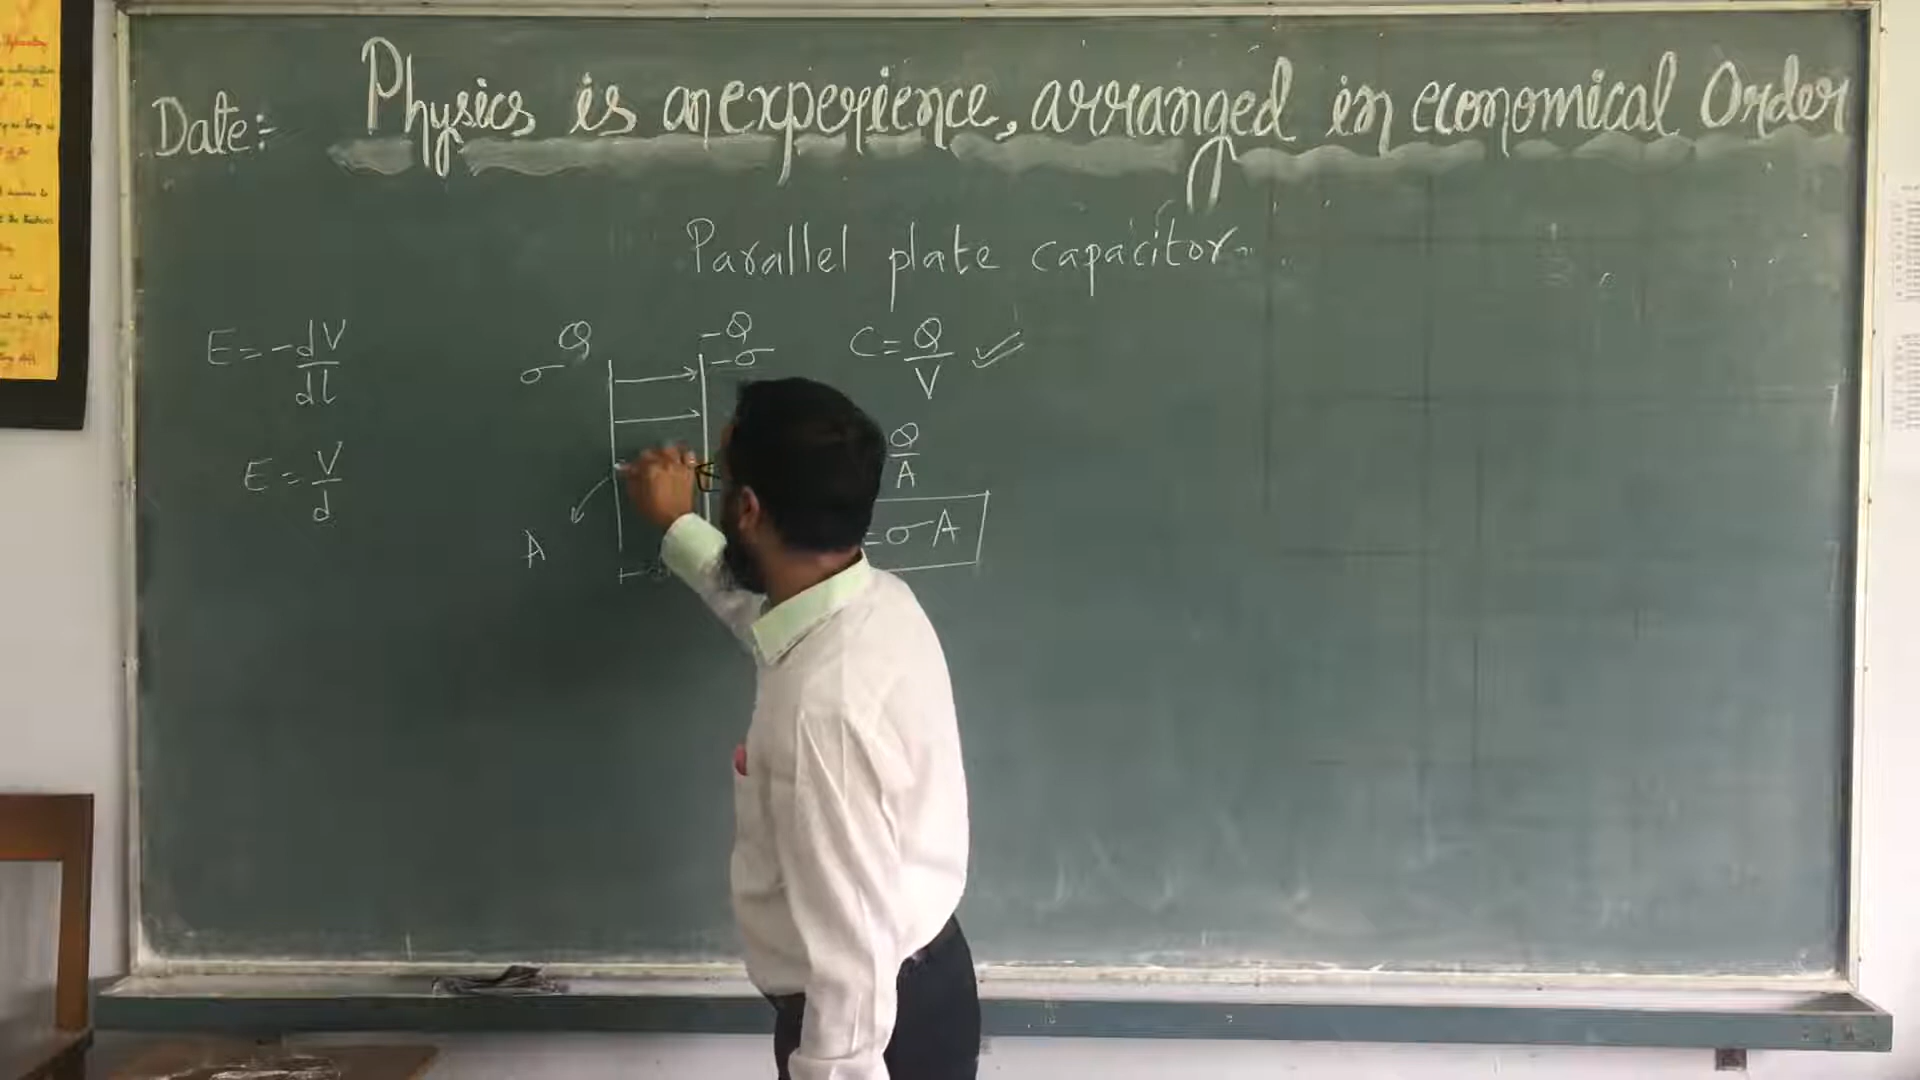 Date:-
Physics is an experience, arranged in economical Order
Parallel plate capacitor
E = -dV/dl
E = V/d
Q
σ
-Q
-σ
A
C = Q/V
Q/A
= σA